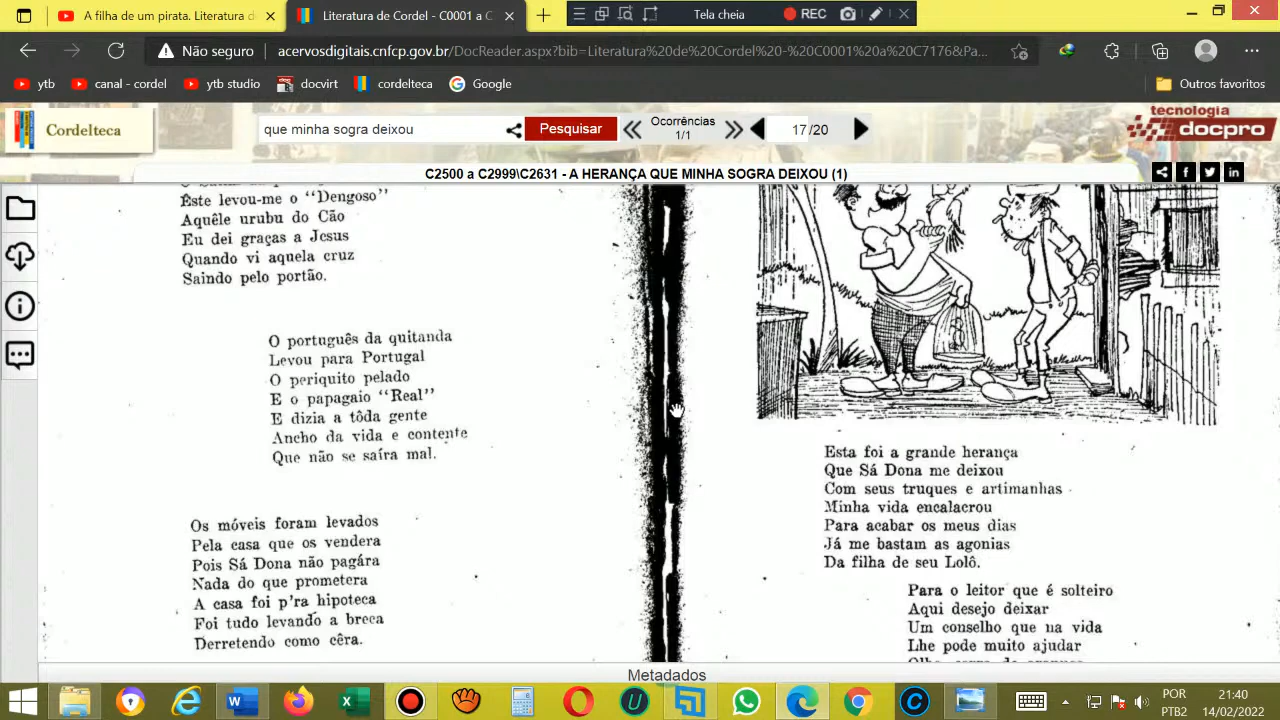 A filha de um pirata. Literatura d
Literatura de Cordel - C0001 a C
Tela cheia
REC
Não seguro
acervosdigitais.cnfcp.gov.br/DocReader.aspx?bib=Literatura%20de%20Cordel%20-%20C0001%20a%20C7176&Pa...
ytb
canal - cordel
ytb studio
docvirt
cordelteca
Google
Outros favoritos
Cordelteca
que minha sogra deixou
Pesquisar
Ocorrências
1/1
17 /20
tecnologia
docpro
C2500 a C2999\C2631 - A HERANÇA QUE MINHA SOGRA DEIXOU (1)
Êste levou-me o "Dengoso"
Aquêle urubu do Cão
Eu dei graças a Jesus
Quando vi aquela cruz
Saindo pelo portão.
O português da quitanda
Levou para Portugal
O periquito pelado
E o papagaio "Real"
E dizia a tôda gente
Ancho da vida e contente
Que não se saíra mal.
Os móveis foram levados
Pela casa que os vendera
Pois Sá Dona não pagára
Nada do que prometera
A casa foi p'ra hipoteca
Foi tudo levando a breca
Derretendo como cêra.
Esta foi a grande herança
Que Sá Dona me deixou
Com seus truques e artimanhas
Minha vida encalacrou
Para acabar os meus dias
Já me bastam as agonias
Da filha de seu Lolô.
Para o leitor que é solteiro
Aqui desejo deixar
Um conselho que na vida
Lhe pode muito ajudar
Metadados
POR
PTB2
21:40
14/02/2022